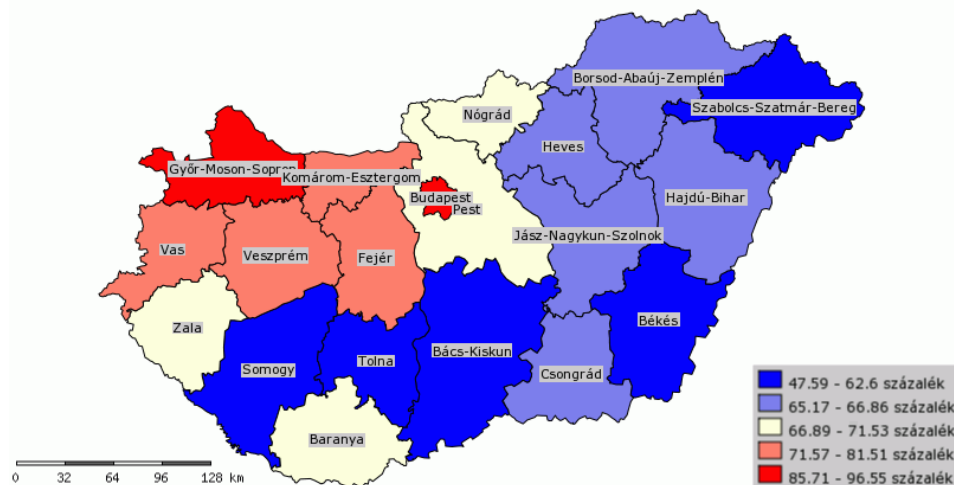 Borsod-Abaúj-Zemplén
Szabolcs-Szatmár-Bereg
Nógrád
Heves
Győr-Moson-Sopron
Komárom-Esztergom
Budapest
Pest
Hajdú-Bihar
Jász-Nagykun-Szolnok
Vas
Veszprém
Fejér
Zala
Békés
Somogy
Tolna
Bács-Kiskun
Csongrád
Baranya
47.59 - 62.6 százalék
65.17 - 66.86 százalék
66.89 - 71.53 százalék
71.57 - 81.51 százalék
85.71 - 96.55 százalék
0 32 64 96 128 km